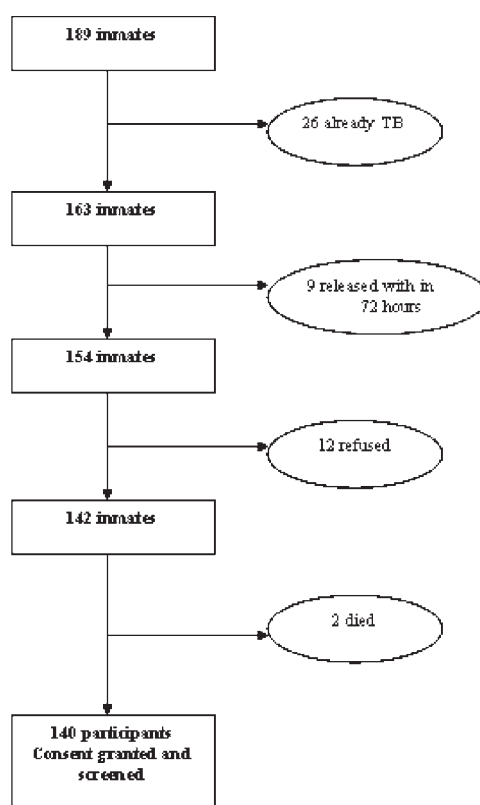 189 inmates
26 already TB
163 inmates
9 released with in
72 hours
154 inmates
12 refused
142 inmates
2 died
140 participants
Consent granted and
screened